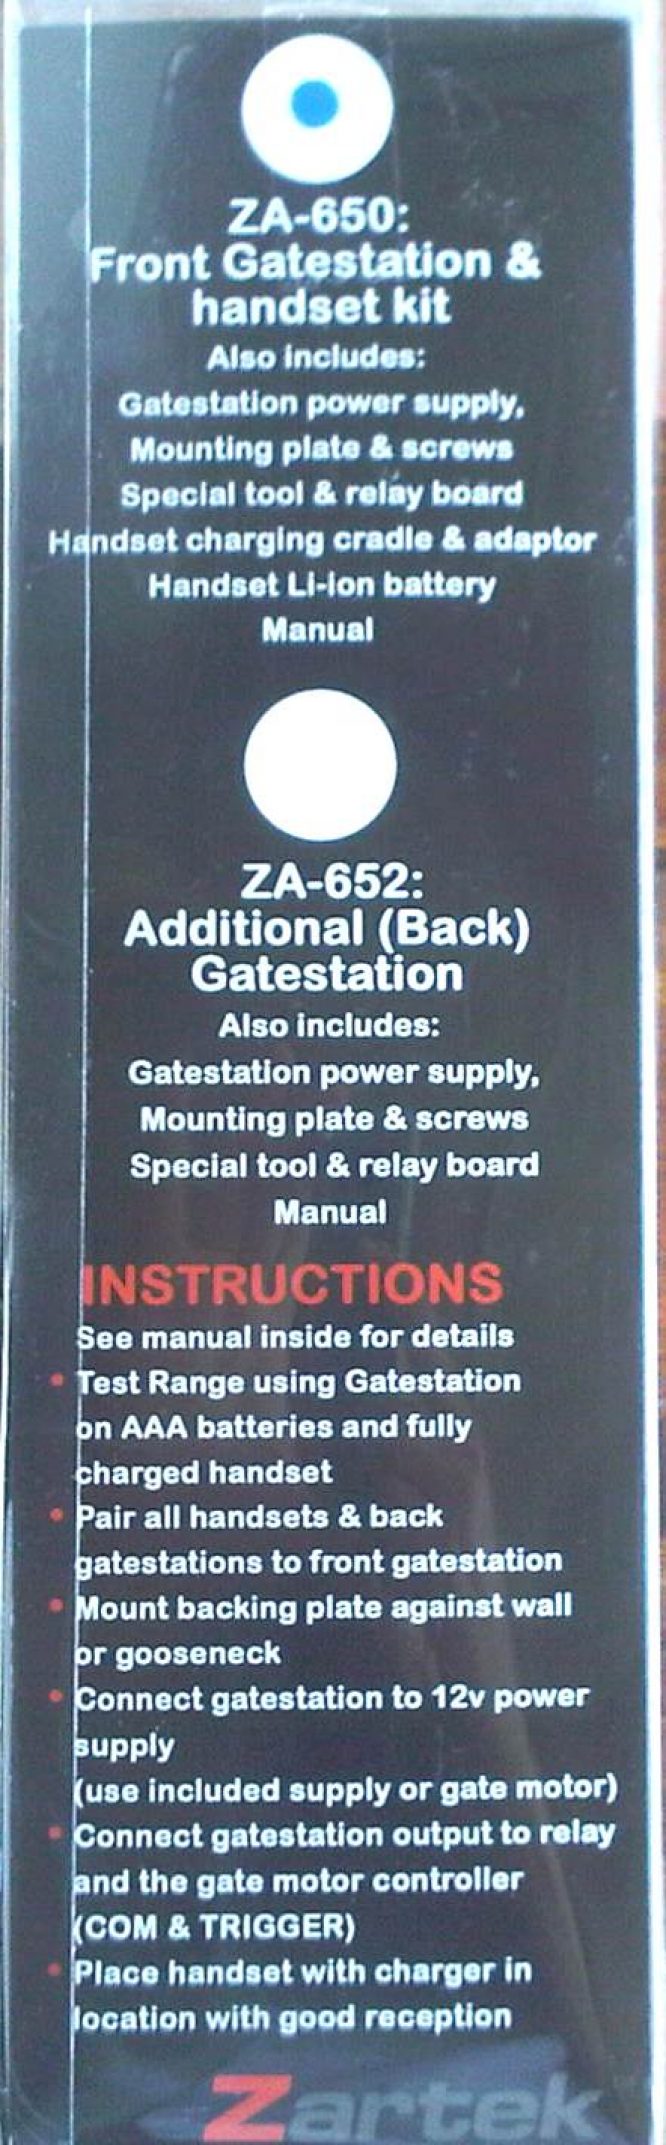 ZA-650:
Front Gatestation &
handset kit
Also includes:
Gatestation power supply,
Mounting plate & screws
Special tool & relay board
Handset charging cradle & adaptor
Handset Li-ion battery
Manual
ZA-652:
Additional (Back)
Gatestation
Also includes:
Gatestation power supply,
Mounting plate & screws
Special tool & relay board
Manual
INSTRUCTIONS
See manual inside for details
• Test Range using Gatestation
on AAA batteries and fully
charged handset
• Pair all handsets & back
gatestations to front gatestation
• Mount backing plate against wall
or gooseneck
• Connect gatestation to 12v power
supply
(use included supply or gate motor)
• Connect gatestation output to relay
and the gate motor controller
(COM & TRIGGER)
• Place handset with charger in
location with good reception
Zartek